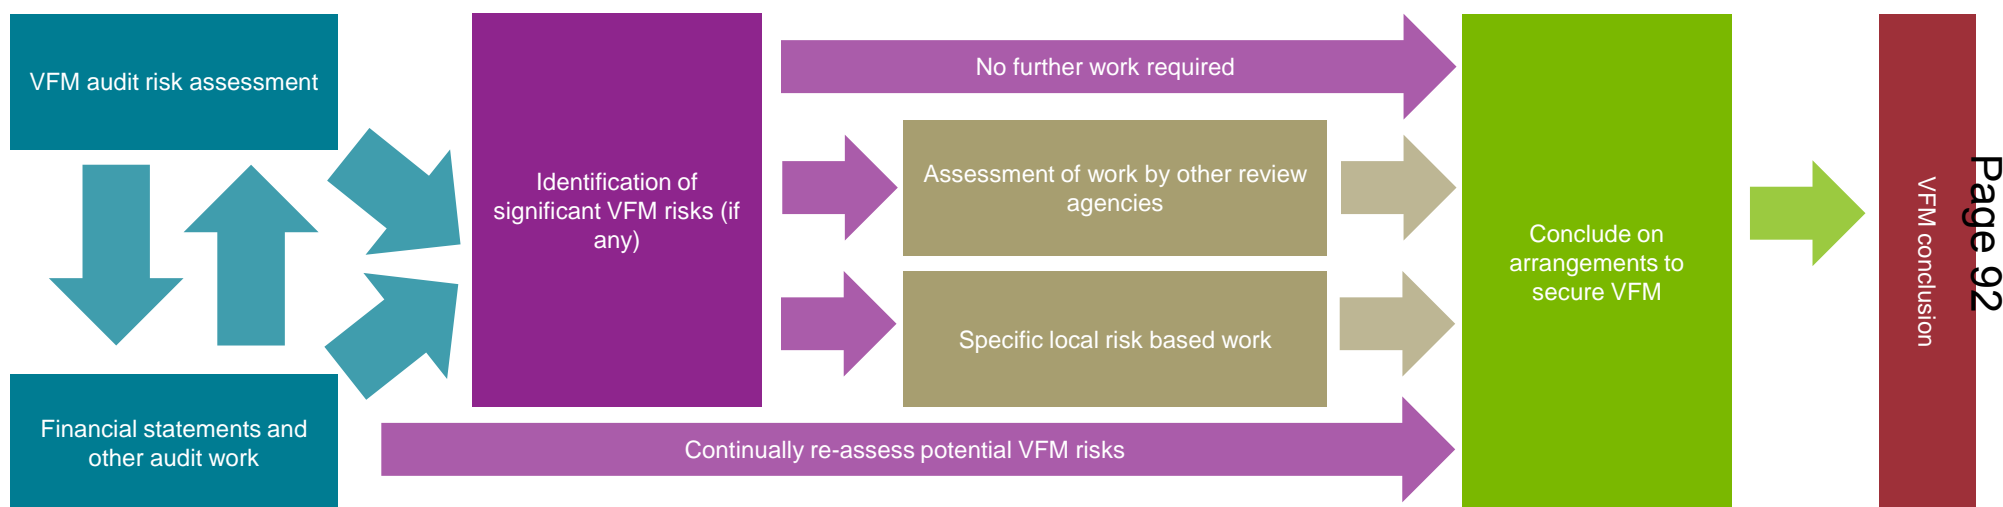 VFM audit risk assessment
Financial statements and
other audit work
Identification of
significant VFM risks (if
any)
No further work required
Assessment of work by other review
agencies
Specific local risk based work
Continually re-assess potential VFM risks
Conclude on
arrangements to
secure VFM
VFM conclusion
Page 92